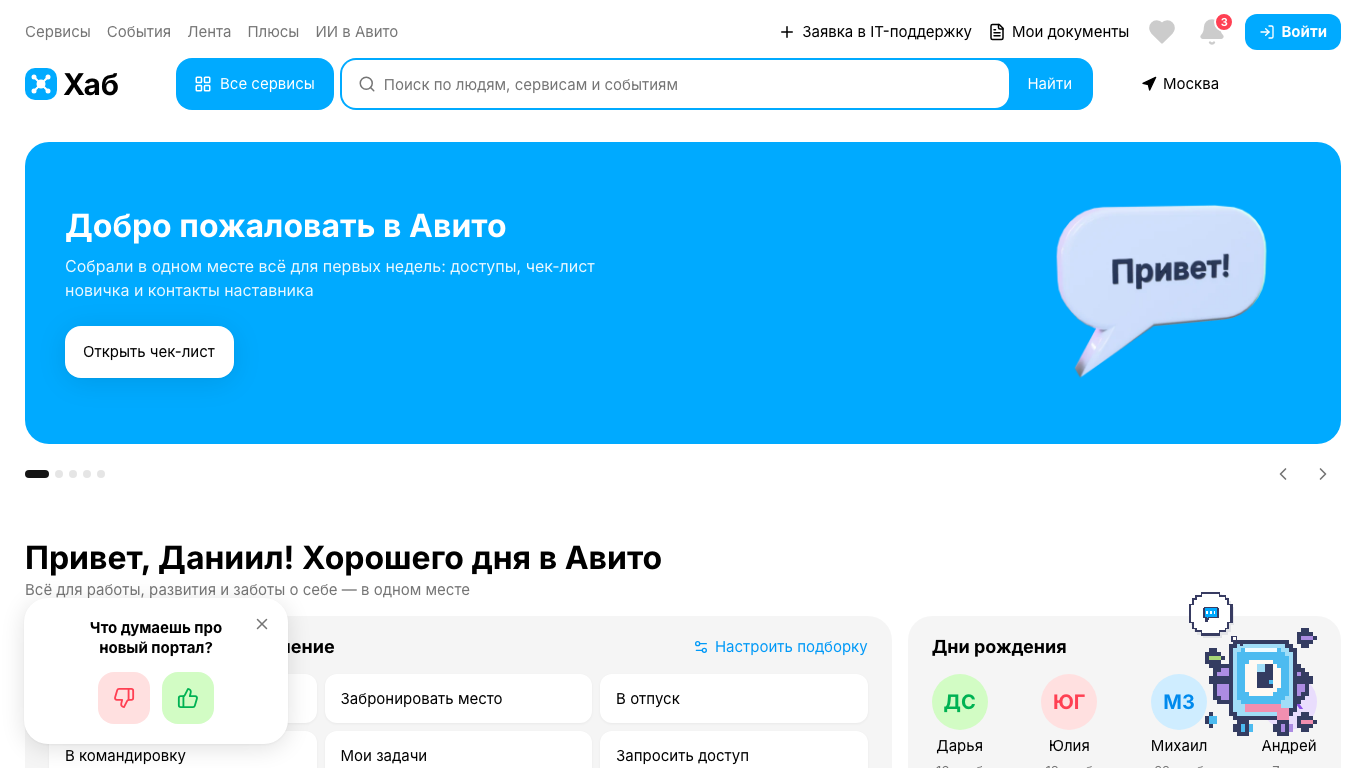 Сервисы События Лента Плюсы ИИ в Авито
Заявка в IT-поддержку Мои документы 3 Войти
Хаб Все сервисы Поиск по людям, сервисам и событиям Найти Москва
Добро пожаловать в Авито
Собрали в одном месте всё для первых недель: доступы, чек-лист
новичка и контакты наставника
Открыть чек-лист
Привет!
Привет, Даниил! Хорошего дня в Авито
Всё для работы, развития и заботы о себе — в одном месте
Что думаешь про
новый портал?
Настроить подборку
Забронировать место
В отпуск
В командировку
Мои задачи
Запросить доступ
Дни рождения
ДС ЮГ МЗ
Дарья Юлия Михаил Андрей